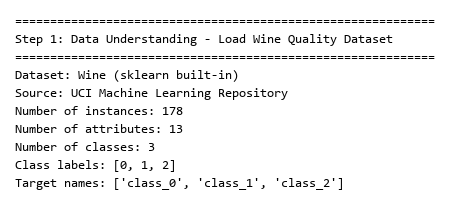 ============================================================
Step 1: Data Understanding - Load Wine Quality Dataset
============================================================
Dataset: Wine (sklearn built-in)
Source: UCI Machine Learning Repository
Number of instances: 178
Number of attributes: 13
Number of classes: 3
Class labels: [0, 1, 2]
Target names: ['class_0', 'class_1', 'class_2']